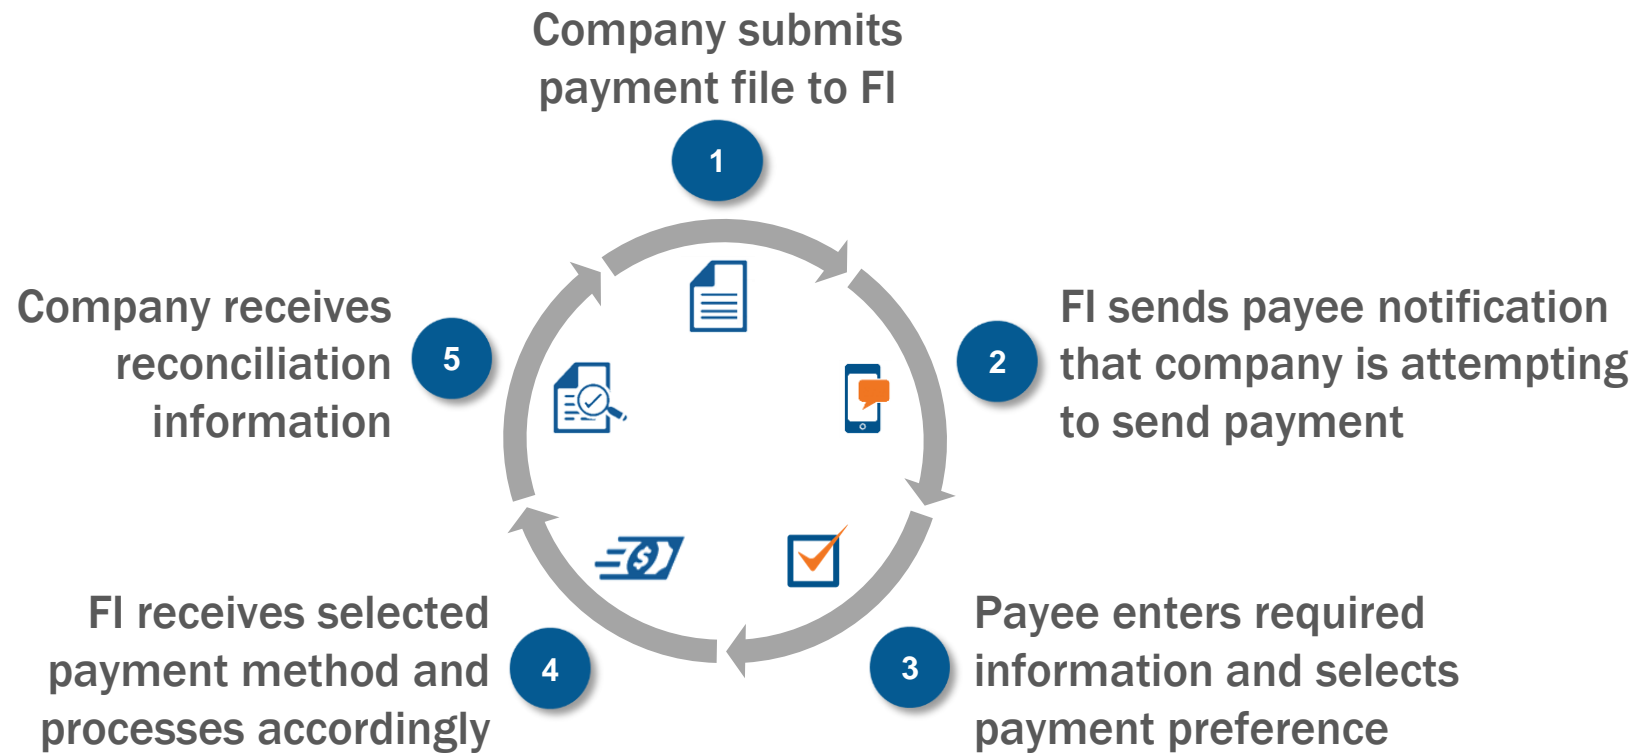 Company submits
payment file to FI
1
FI sends payee notification
that company is attempting
to send payment
2
Payee enters required
information and selects
payment preference
3
FI receives selected
payment method and
processes accordingly
4
Company receives
reconciliation
information
5
$